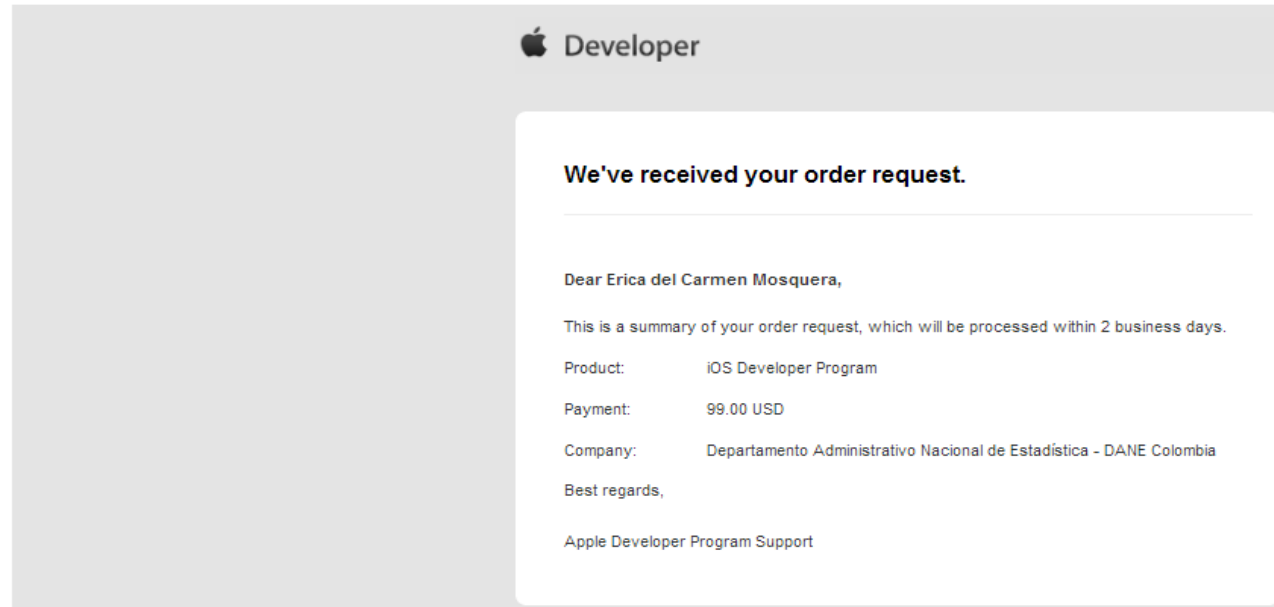 Developer
We've received your order request.
Dear Erica del Carmen Mosquera,
This is a summary of your order request, which will be processed within 2 business days.
Product: iOS Developer Program
Payment: 99.00 USD
Company: Departamento Administrativo Nacional de Estadística - DANE Colombia
Best regards,
Apple Developer Program Support